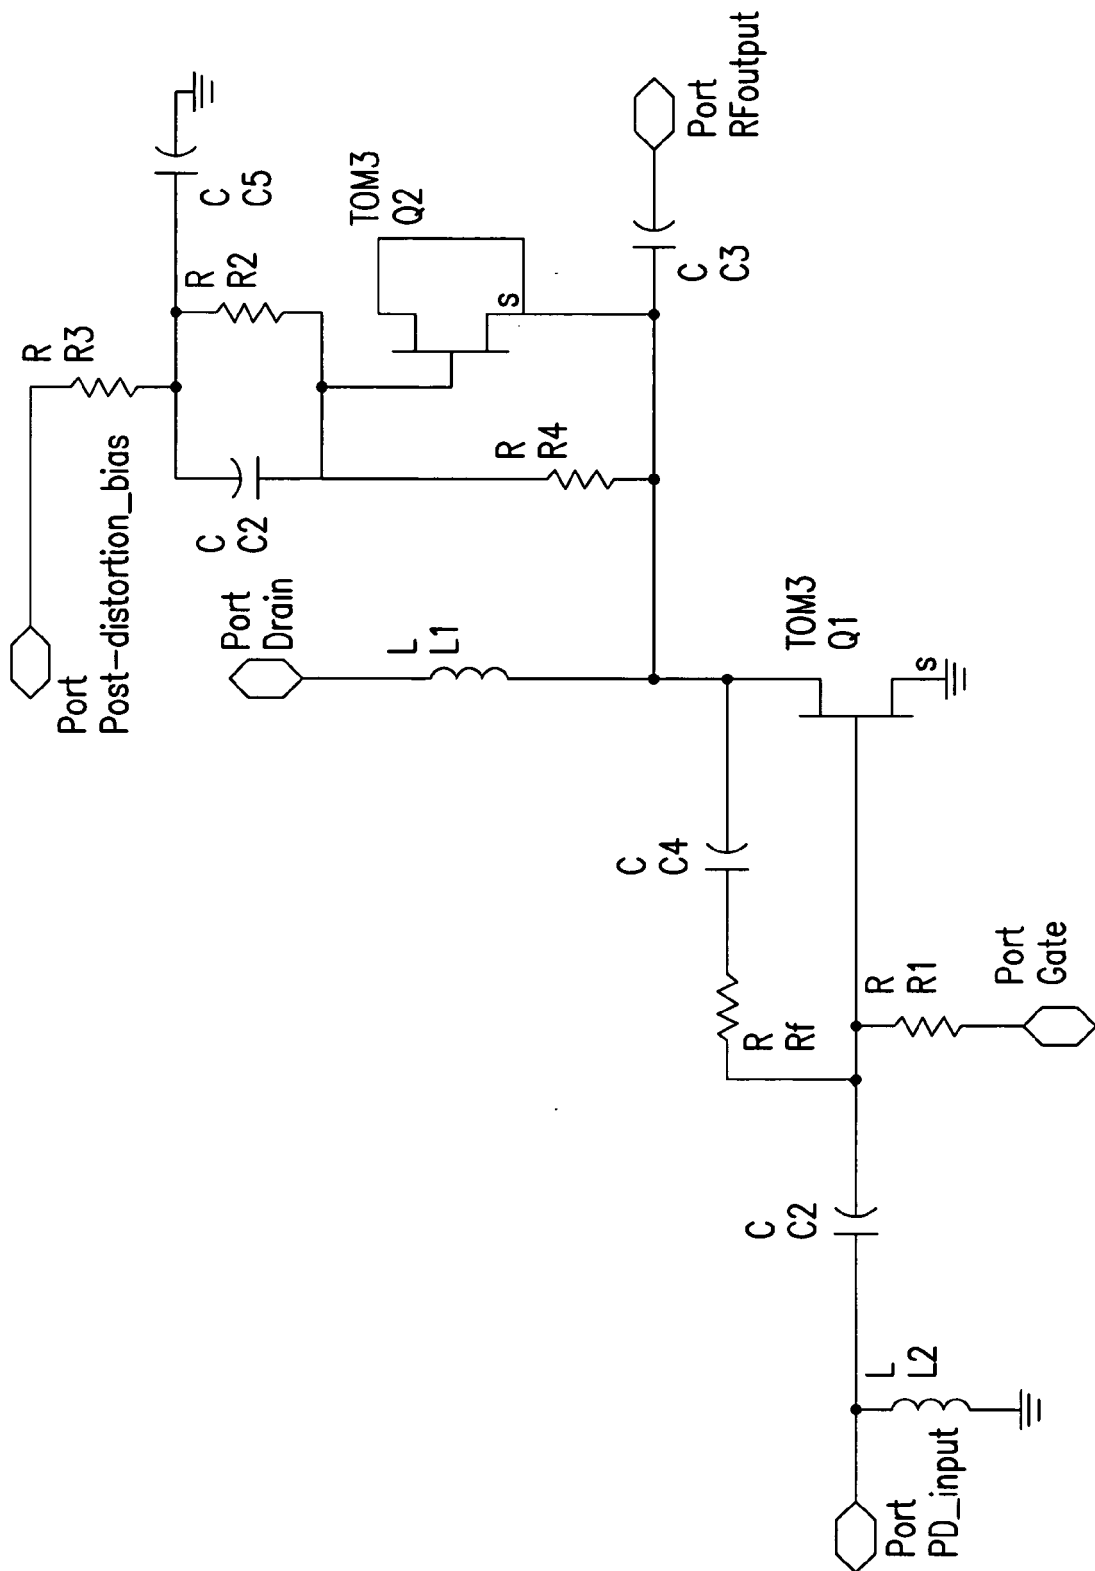 Port
Post-distortion_bias
R
R3
C
C5
R
R2
C
C2
TOM3
Q2
s
R
R4
Port
RFoutput
C
C3
Port
Drain
L
L1
TOM3
Q1
s
C
C4
R
Rf
R
R1
Port
Gate
C
C2
L
L2
Port
PD_input